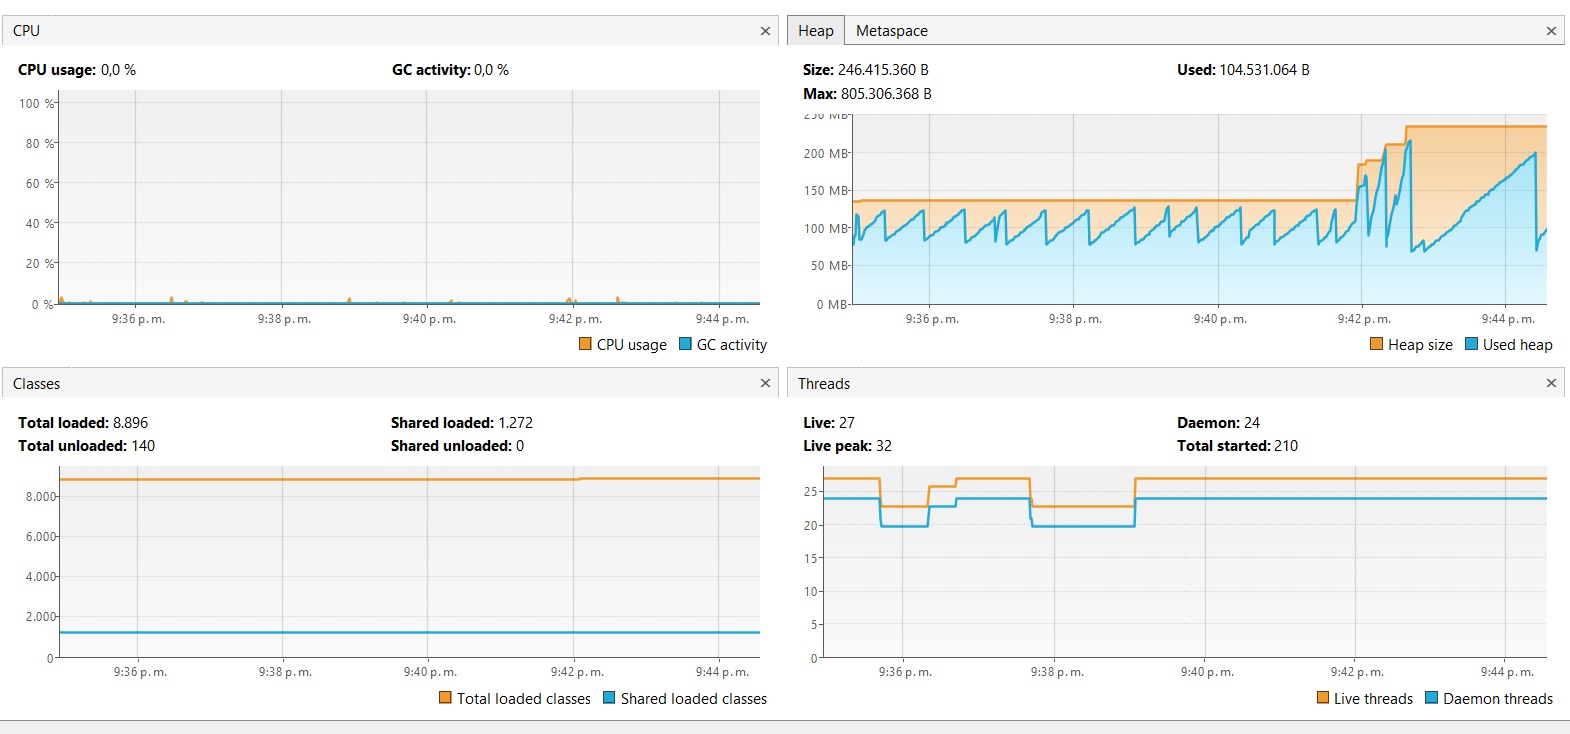 CPU
CPU usage: 0,0 %
GC activity: 0,0 %
100 %
80 %
60 %
40 %
20 %
0 %
9:36 p. m.
9:38 p. m.
9:40 p. m.
9:42 p. m.
9:44 p. m.
CPU usage
GC activity
Heap
Metaspace
Size: 246.415.360 B
Used: 104.531.064 B
Max: 805.306.368 B
250 MB
200 MB
150 MB
100 MB
50 MB
0 MB
9:36 p. m.
9:38 p. m.
9:40 p. m.
9:42 p. m.
9:44 p. m.
Heap size
Used heap
Classes
Total loaded: 8.896
Shared loaded: 1.272
Total unloaded: 140
Shared unloaded: 0
8.000
6.000
4.000
2.000
0
9:36 p. m.
9:38 p. m.
9:40 p. m.
9:42 p. m.
9:44 p. m.
Total loaded classes
Shared loaded classes
Threads
Live: 27
Daemon: 24
Live peak: 32
Total started: 210
25
20
15
10
5
0
9:36 p. m.
9:38 p. m.
9:40 p. m.
9:42 p. m.
9:44 p. m.
Live threads
Daemon threads